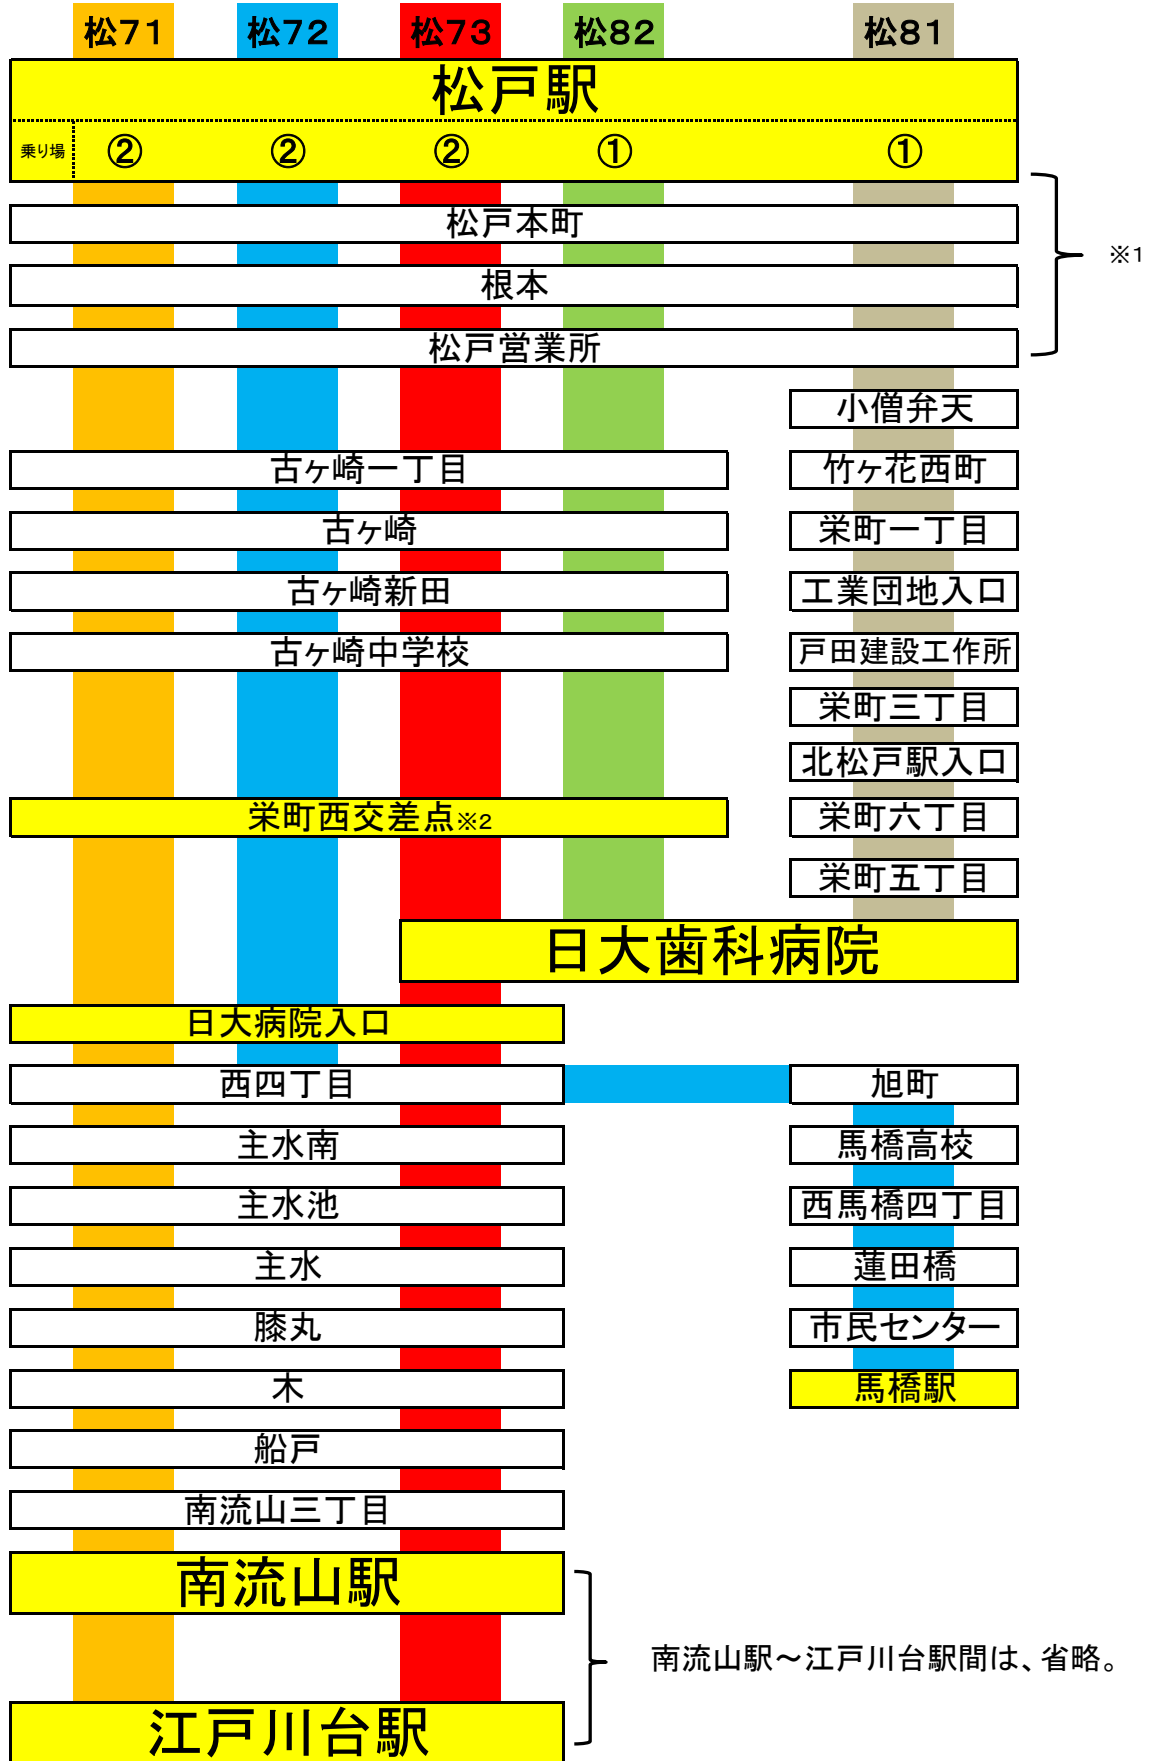 松71 松72 松73 松82 松81
松戸駅
乗り場 ② ② ② ① ①
松戸本町
※1
根本
松戸営業所
小僧弁天
古ヶ崎一丁目 竹ヶ花西町
古ヶ崎 栄町一丁目
古ヶ崎新田 工業団地入口
古ヶ崎中学校 戸田建設工作所
栄町三丁目
北松戸駅入口
栄町西交差点※2 栄町六丁目
栄町五丁目
日大歯科病院
日大病院入口
西四丁目 旭町
主水南 馬橋高校
主水池 西馬橋四丁目
主水 蓮田橋
膝丸 市民センター
木 馬橋駅
船戸
南流山三丁目
南流山駅
南流山駅～江戸川台駅間は、省略。
江戸川台駅